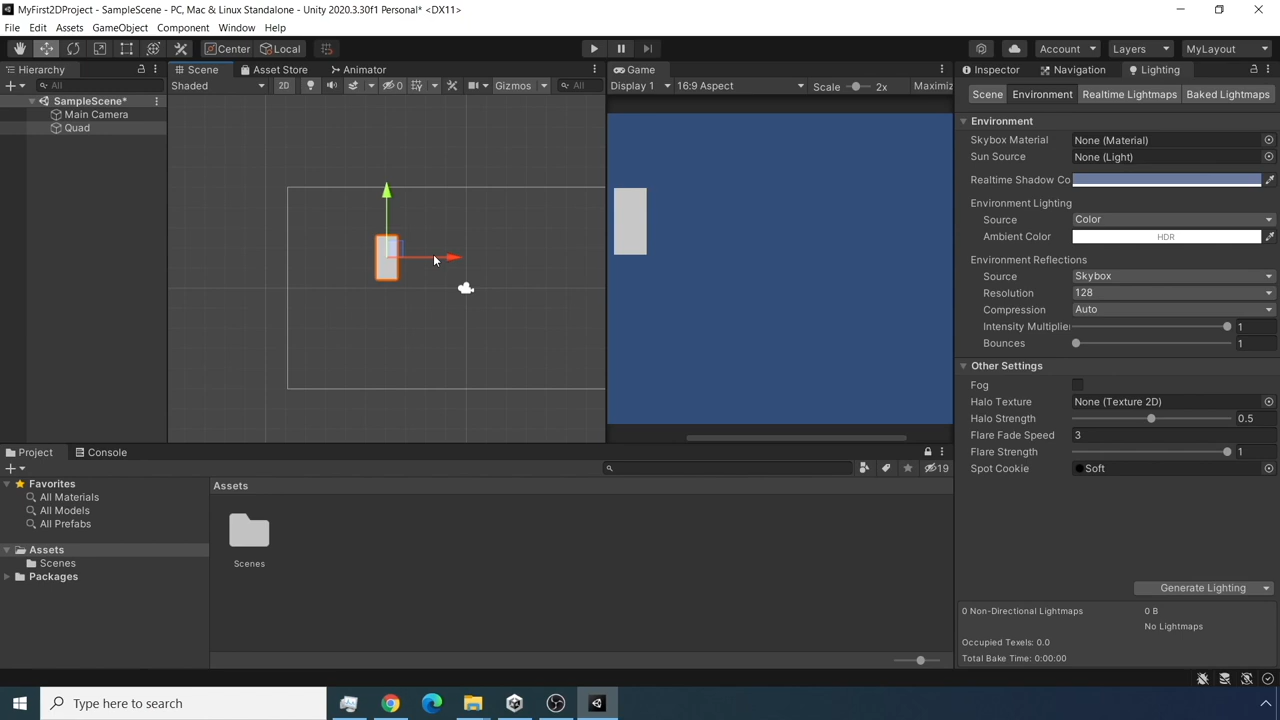 MyFirst2DProject - SampleScene - PC, Mac & Linux Standalone - Unity 2020.3.30f1 Personal* <DX11>
File Edit Assets GameObject Component Window Help
Center Local Account Layers MyLayout
Hierarchy Scene Asset Store Animator Game Inspector Navigation Lighting
All Shaded 2D 0 Gizmos All Display 1 16:9 Aspect Scale 2x Maximiz
Scene Environment Realtime Lightmaps Baked Lightmaps
SampleScene*
Main Camera
Quad
Environment
Skybox Material None (Material)
Sun Source None (Light)
Realtime Shadow Co
Environment Lighting
Source Color
Ambient Color HDR
Environment Reflections
Source Skybox
Resolution 128
Compression Auto
Intensity Multiplier 1
Bounces 1
Other Settings
Fog
Halo Texture None (Texture 2D)
Halo Strength 0.5
Flare Fade Speed 3
Flare Strength 1
Spot Cookie Soft
Project Console
19
Favorites
All Materials
All Models
All Prefabs
Assets
Scenes
Packages
Assets
Scenes
Generate Lighting
0 Non-Directional Lightmaps 0 B
No Lightmaps
Occupied Texels: 0.0
Total Bake Time: 0:00:00
Type here to search